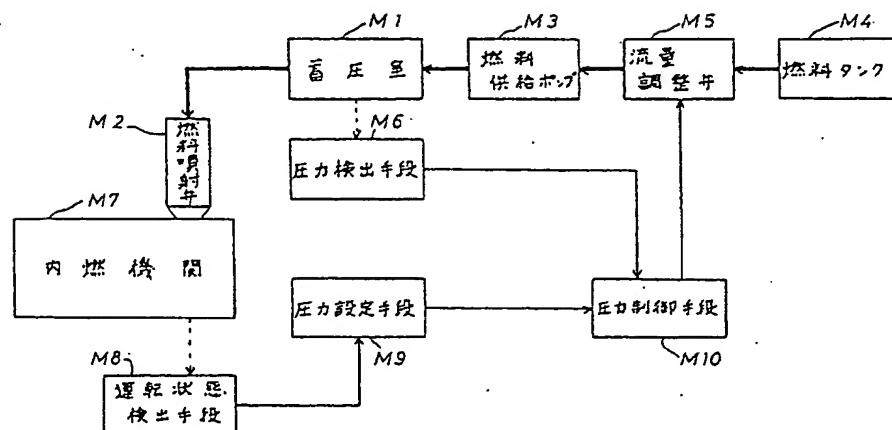 M1
蓄圧室
M3
燃料
供給ポンプ
M5
流量
調整弁
M4
燃料タンク
M2
燃料噴射弁
M6
圧力検出手段
M7
内燃機関
圧力設定手段
M9
圧力制御手段
M10
M8
運転状態
検出手段